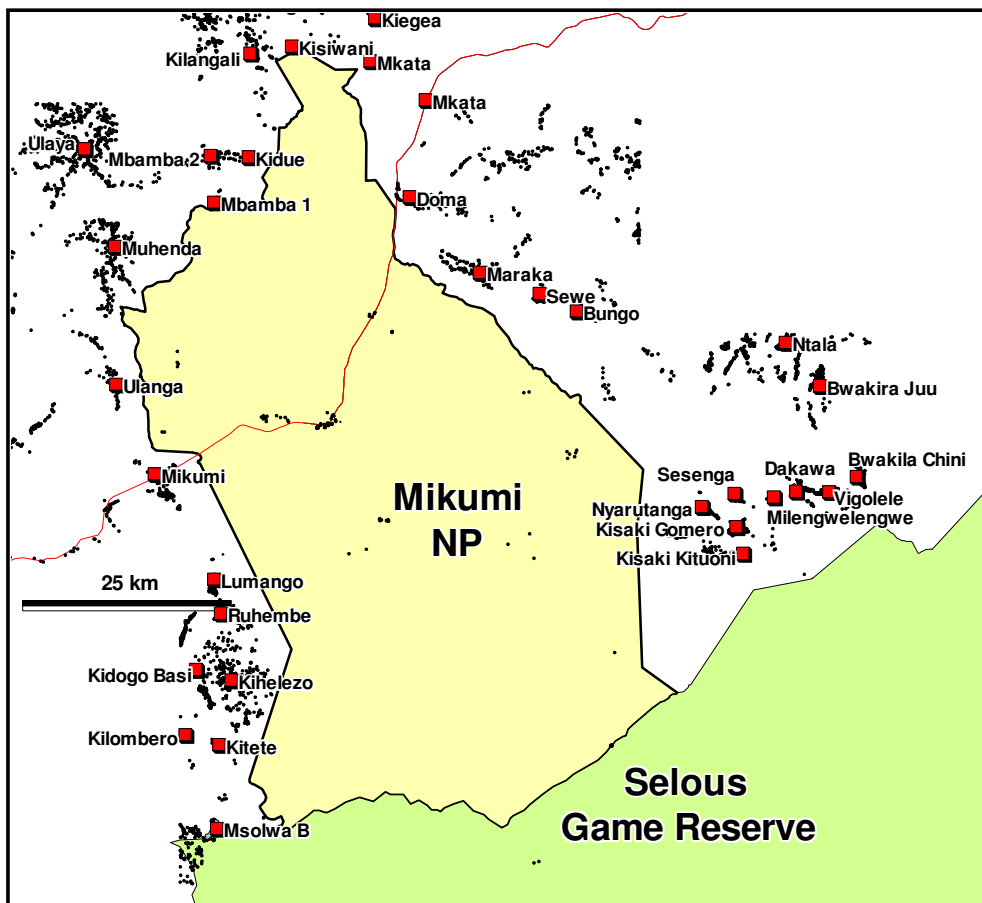 Kiegea
Kisiwani
Kilangali
Mkata
Mkata
Ulaya
Mbamba 2
Kidue
Mbamba 1
Doma
Muhenda
Maraka
Sewe
Bungo
Ntala
Ulanga
Bwakira Juu
Mikumi
Bwakila Chini
Sesenga
Dakawa
Vigolele
Mikumi
NP
Nyarutanga
Milengwelengwe
Kisaki Gomero
Kisaki Kituoni
25 km
Lumango
Ruhembe
Kidogo Basi
Kihelezo
Kilombero
Kitete
Selous
Game Reserve
Msolwa B